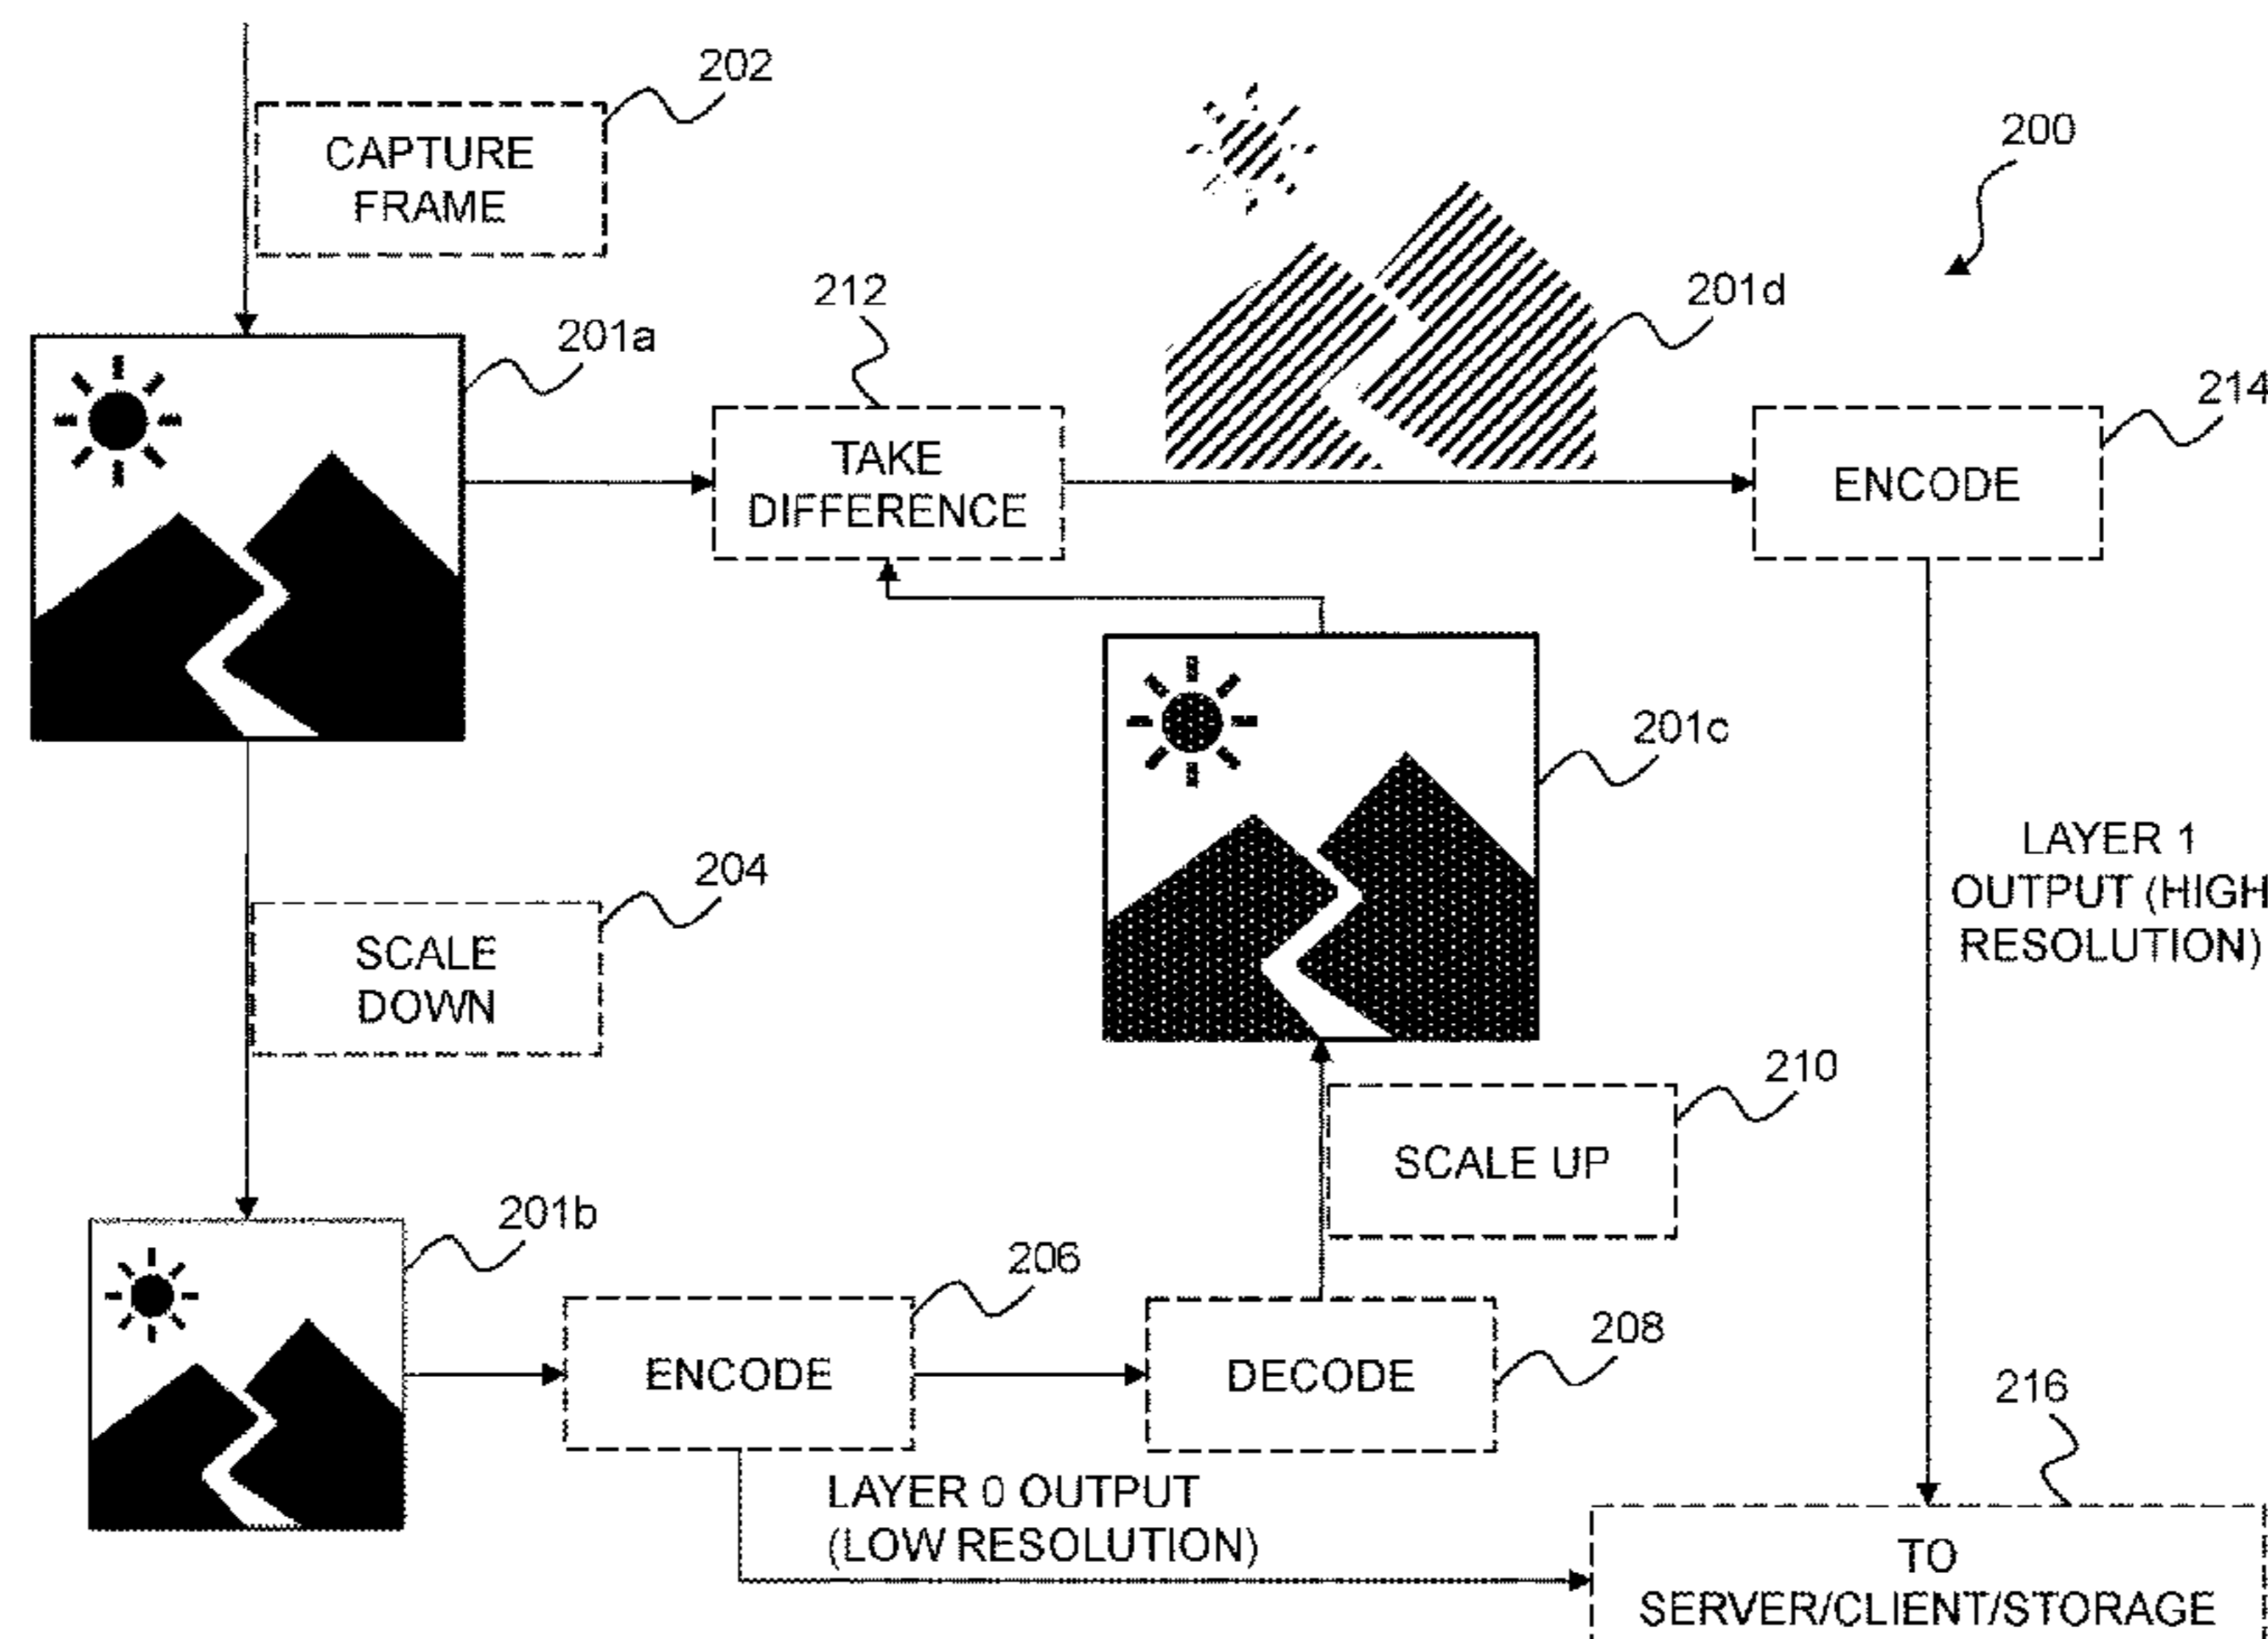 202
CAPTURE
FRAME
200
212
201d
201a
214
TAKE
DIFFERENCE
ENCODE
201c
LAYER 1
OUTPUT (HIGH
RESOLUTION)
204
SCALE
DOWN
210
SCALE UP
201b
206
208
ENCODE
DECODE
216
LAYER 0 OUTPUT
(LOW RESOLUTION)
TO
SERVER/CLIENT/STORAGE